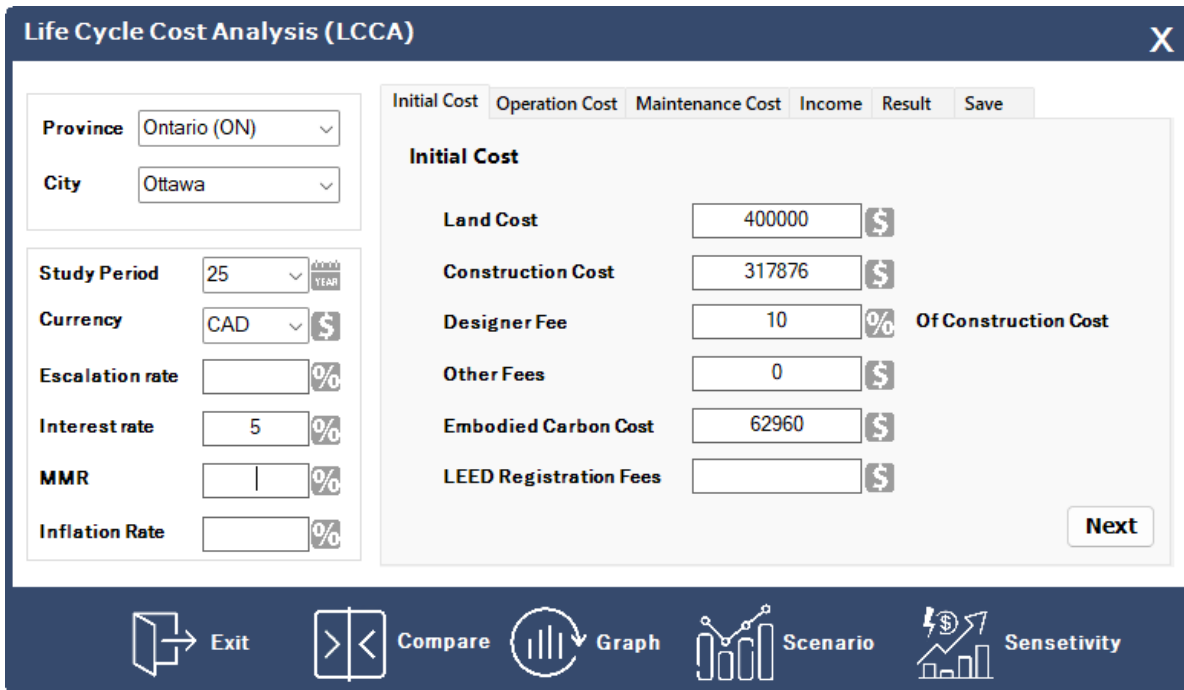 Life Cycle Cost Analysis (LCCA)
X
Province Ontario (ON)
City Ottawa
Study Period 25 YEAR
Currency CAD $
Escalation rate %
Interest rate 5 %
MMR %
Inflation Rate %
Initial Cost Operation Cost Maintenance Cost Income Result Save
Initial Cost
Land Cost 400000 $
Construction Cost 317876 $
Designer Fee 10 % Of Construction Cost
Other Fees 0 $
Embodied Carbon Cost 62960 $
LEED Registration Fees $
Next
Exit Compare Graph Scenario $ Sensetivity